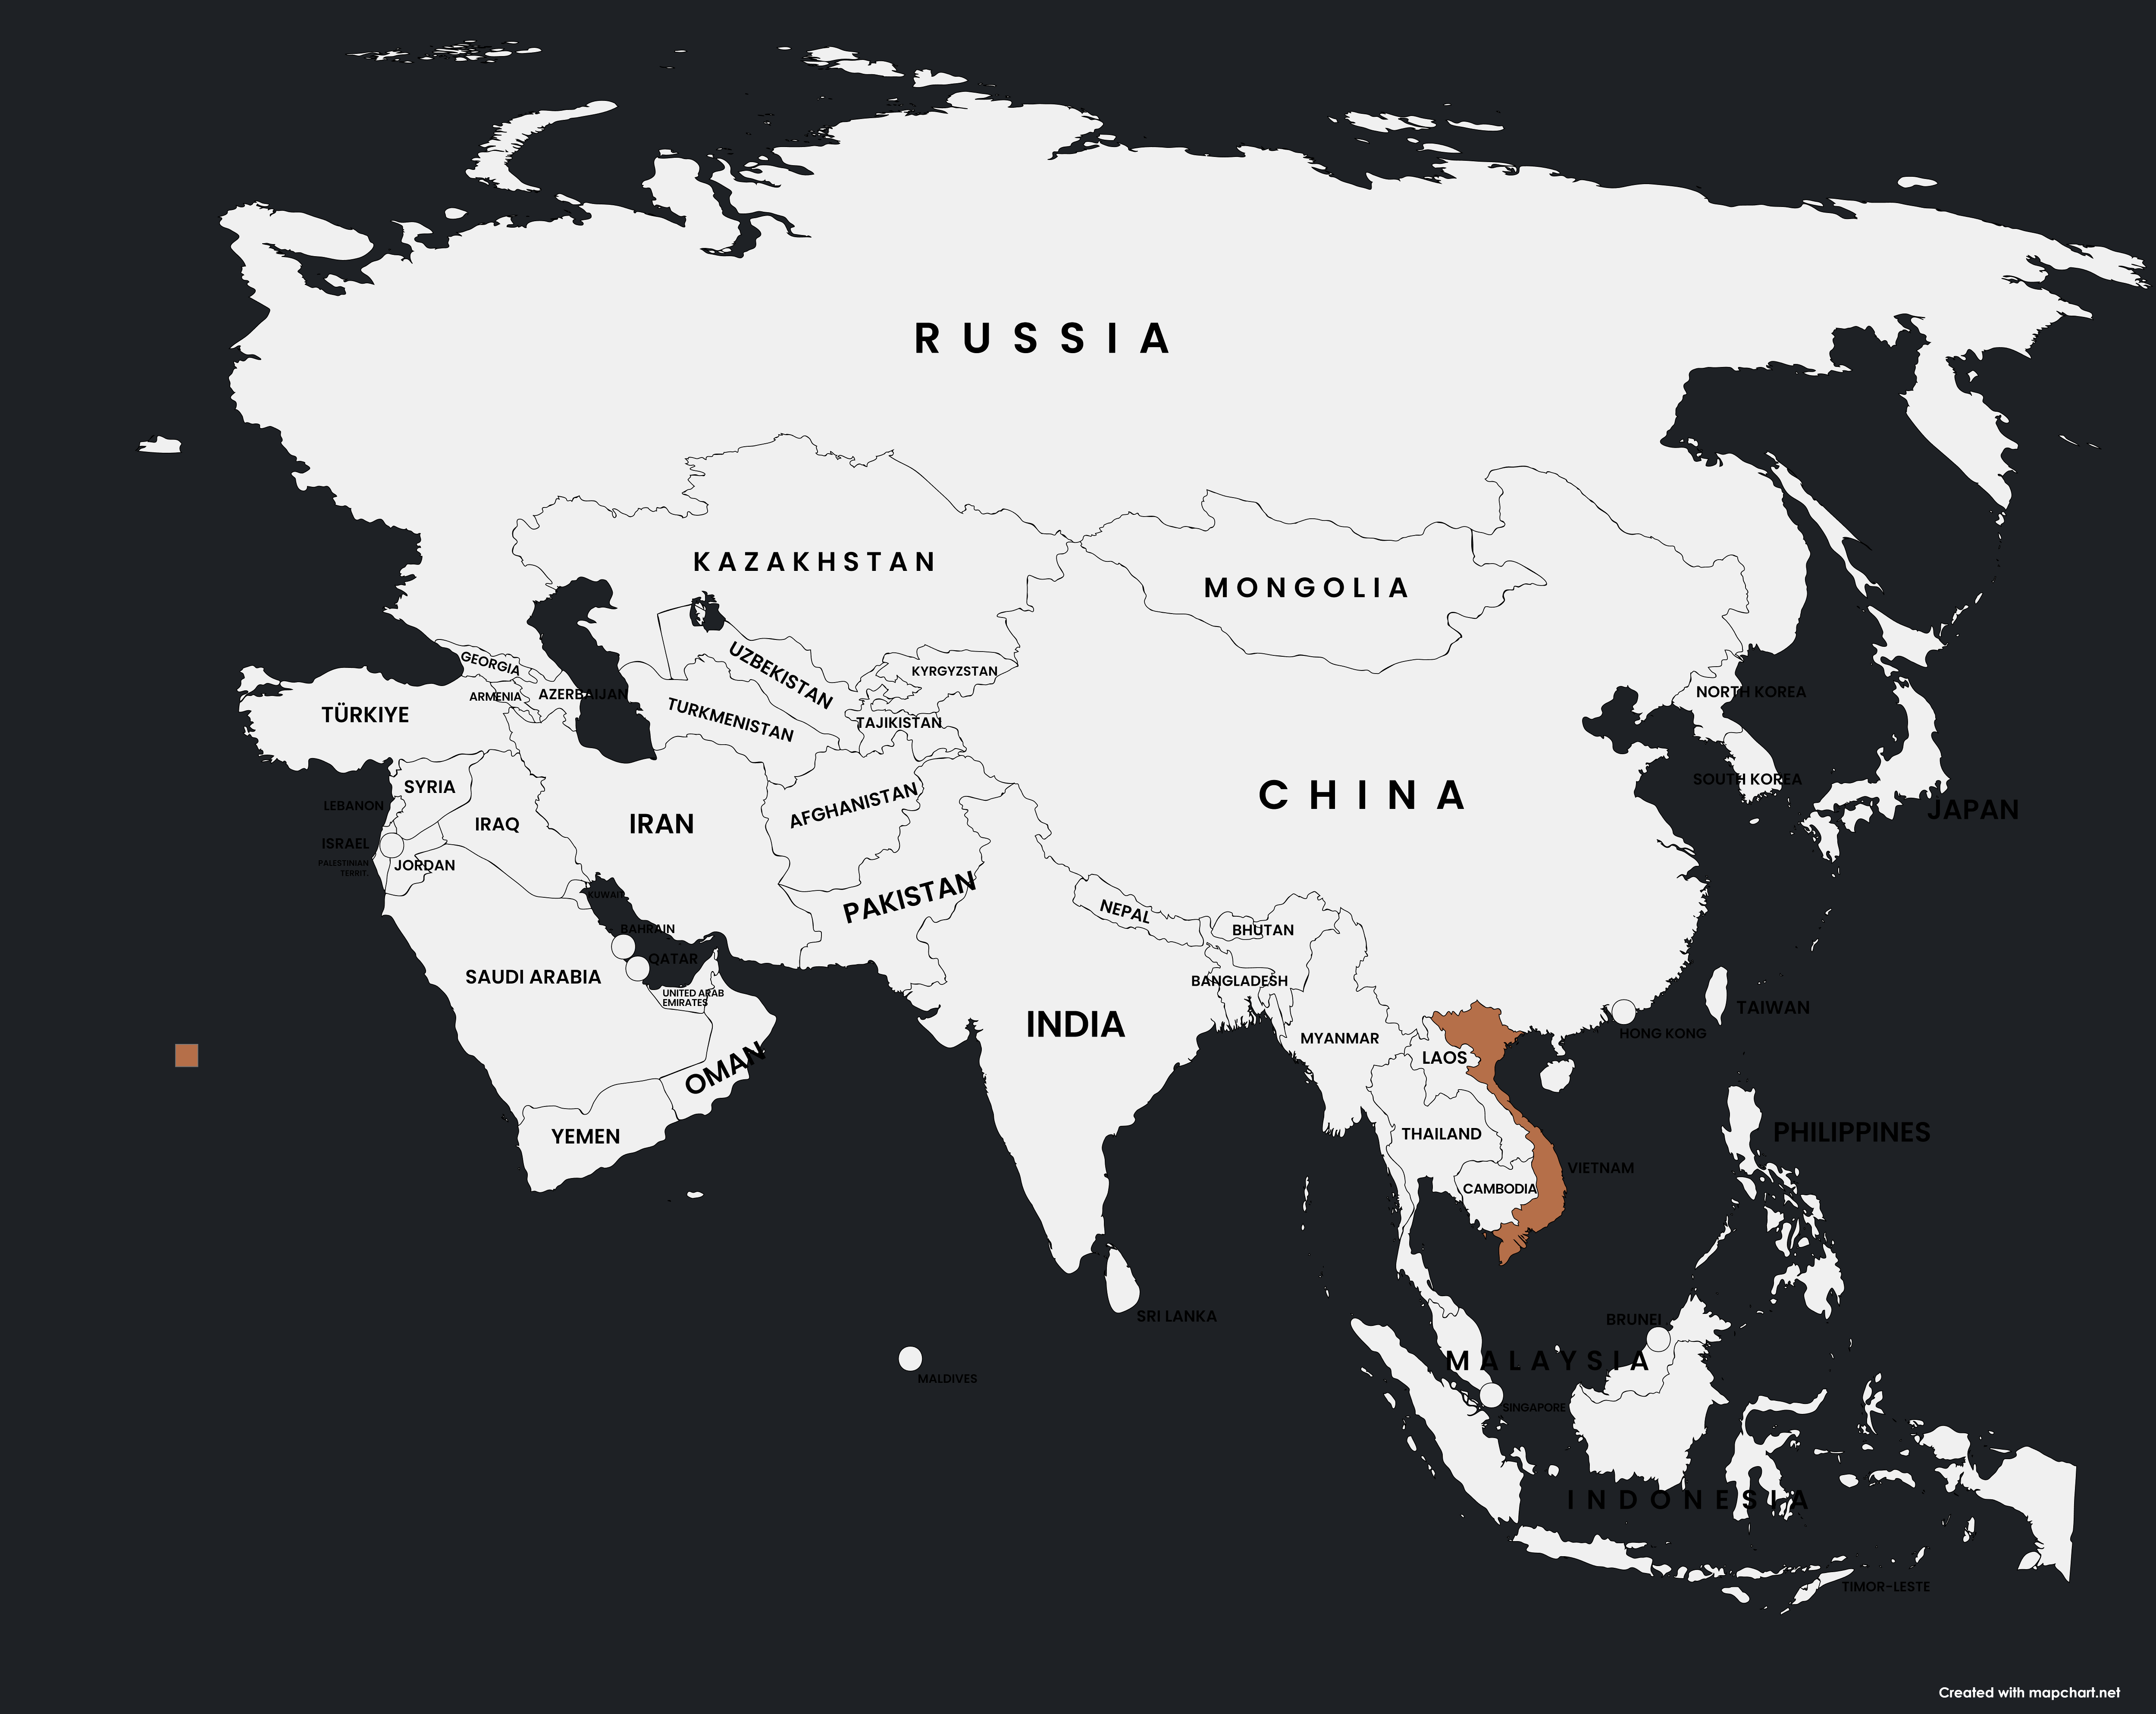 RUSSIA
KAZAKHSTAN
MONGOLIA
UZBEKISTAN
KYRGYZSTAN
GEORGIA
ARMENIA
AZERBAIJAN
TÜRKIYE
TURKMENISTAN
TAJIKISTAN
NORTH KOREA
SOUTH KOREA
JAPAN
CHINA
SYRIA
LEBANON
IRAQ
IRAN
AFGHANISTAN
ISRAEL
PALESTINIAN
TERRIT.
JORDAN
KUWAIT
PAKISTAN
NEPAL
BHUTAN
BAHRAIN
QATAR
SAUDI ARABIA
UNITED ARAB
EMIRATES
BANGLADESH
INDIA
MYANMAR
TAIWAN
HONG KONG
LAOS
OMAN
YEMEN
THAILAND
PHILIPPINES
VIETNAM
CAMBODIA
SRI LANKA
BRUNEI
MALAYSIA
MALDIVES
SINGAPORE
INDONESIA
TIMOR-LESTE
Created with mapchart.net